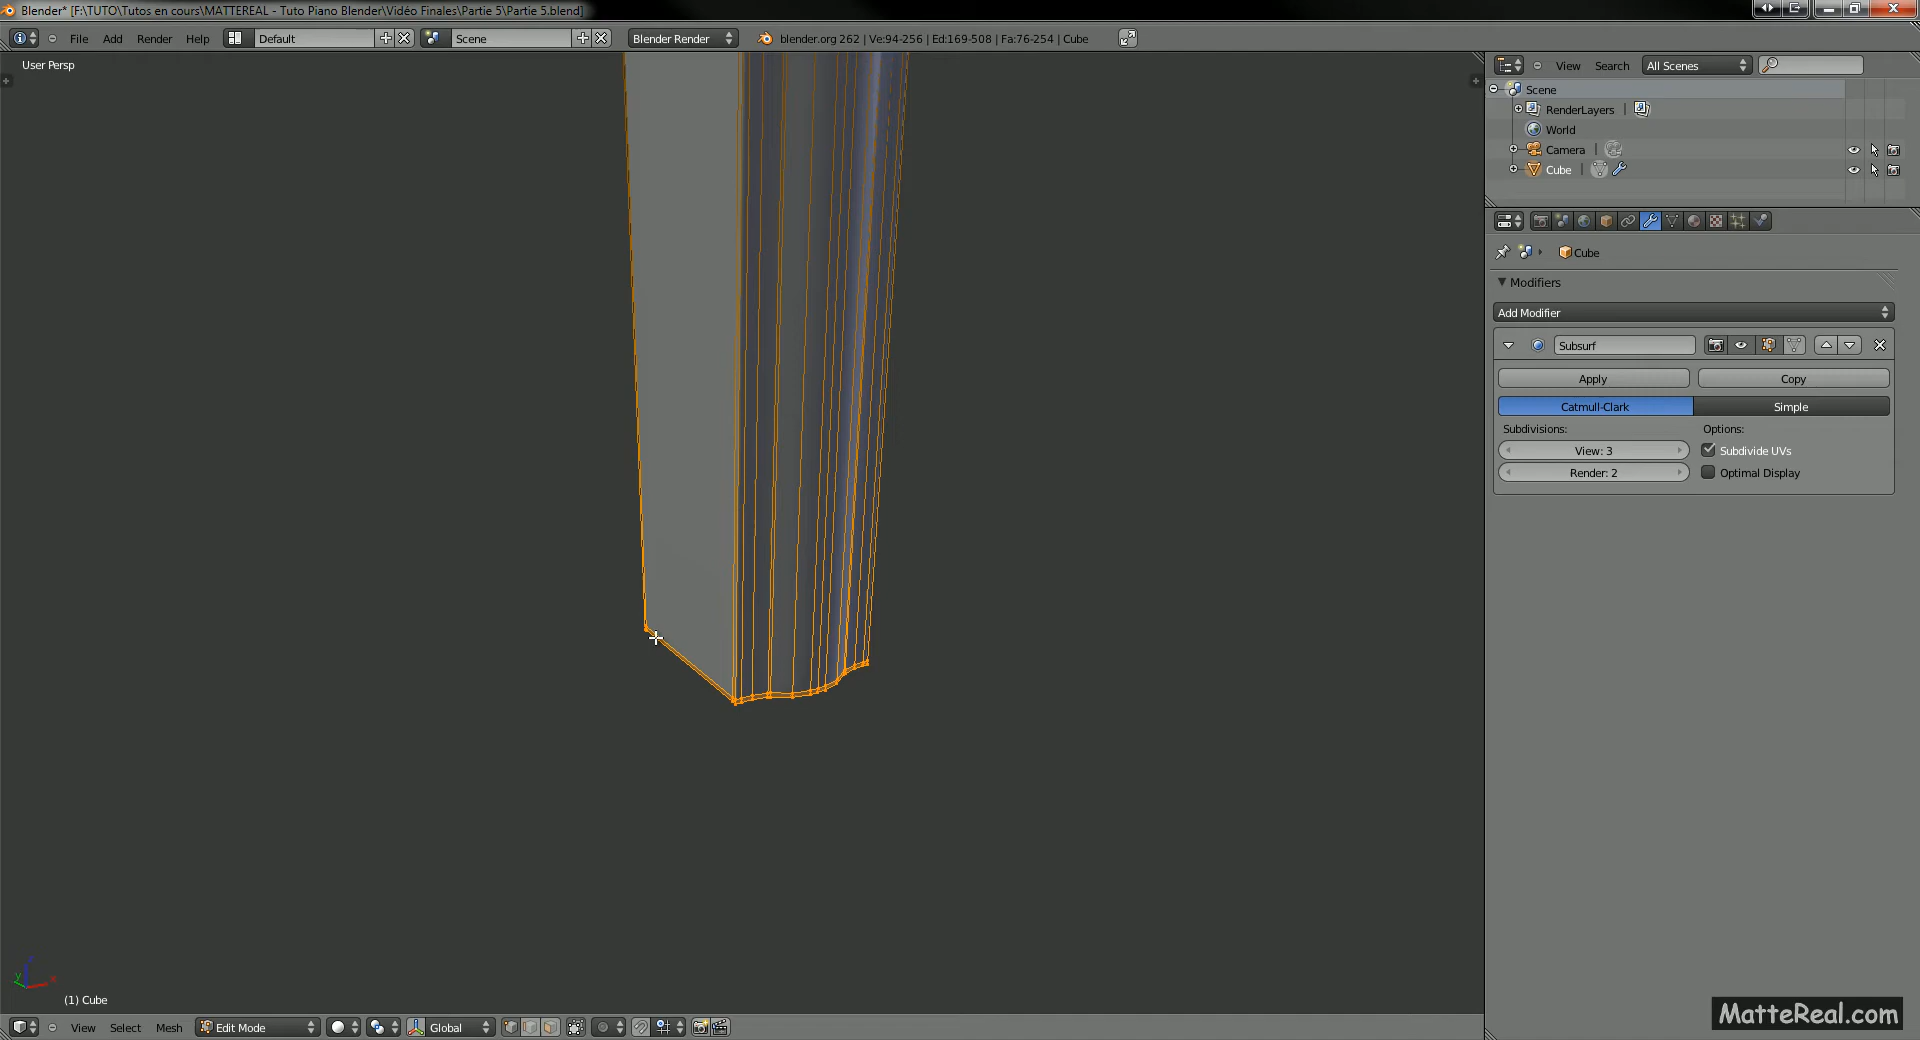 Blender* [F:\TUTO\Tutos en cours\MATTEREAL - Tuto Piano Blender\Vidéo Finales\Partie 5\Partie 5.blend]
File Add Render Help Default Scene Blender Render blender.org 262 | Ve:94-256 | Ed:169-508 | Fa:76-254 | Cube
User Persp
View Search All Scenes
Scene
RenderLayers
World
Camera
Cube
Cube
Modifiers
Add Modifier
Subsurf
Apply Copy
Catmull-Clark Simple
Subdivisions: Options:
View: 3 Subdivide UVs
Render: 2 Optimal Display
z
y x
(1) Cube
View Select Mesh Edit Mode Global
MatteReal.com